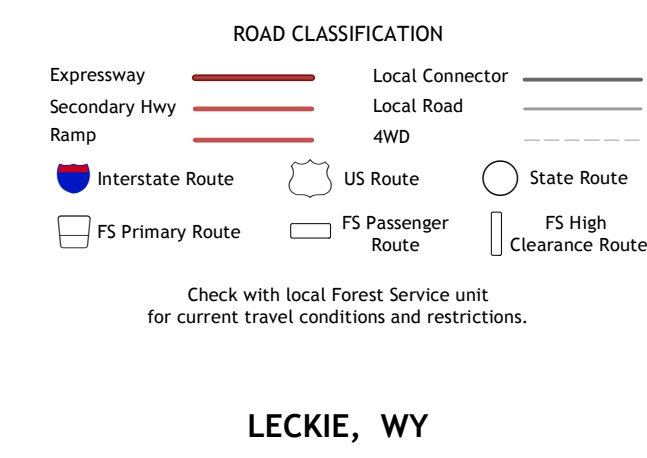 ROAD CLASSIFICATION
Expressway
Local Connector
Secondary Hwy
Local Road
Ramp
4WD
Interstate Route
US Route
State Route
FS Primary Route
FS Passenger
Route
FS High
Clearance Route
Check with local Forest Service unit
for current travel conditions and restrictions.
LECKIE, WY